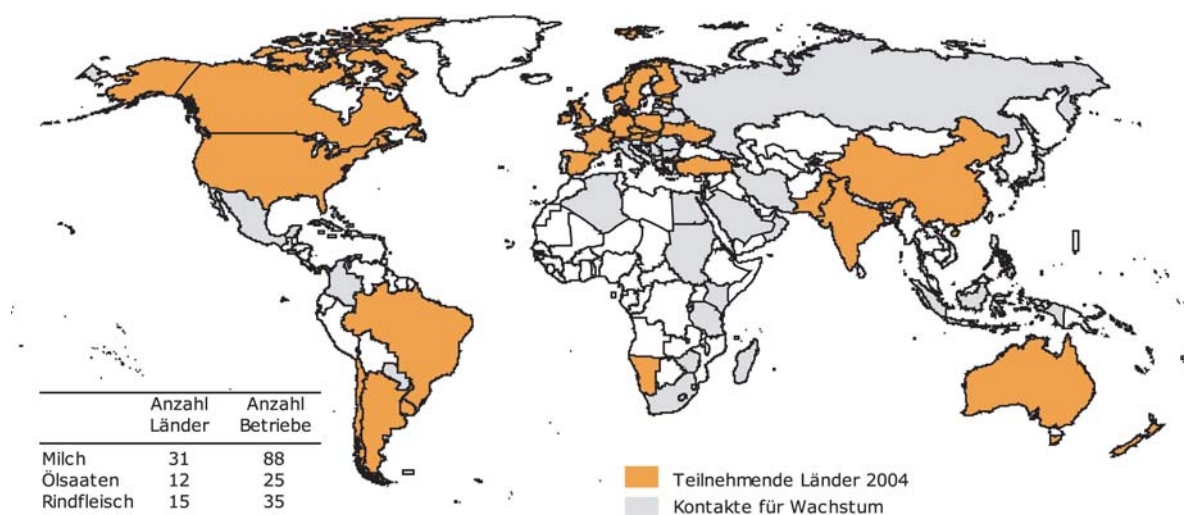 Anzahl Länder Anzahl Betriebe
Milch 31 88
Ölsaaten 12 25
Rindfleisch 15 35
Teilnehmende Länder 2004
Kontakte für Wachstum